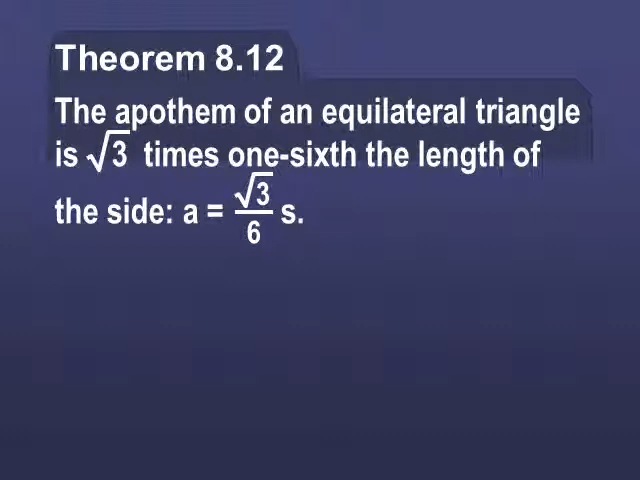 Theorem 8.12
The apothem of an equilateral triangle
is √3 times one-sixth the length of
the side: a = √3/6 s.